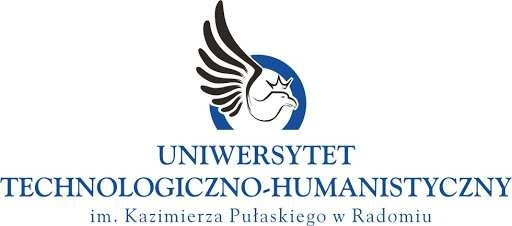 UNIWERSYTET
TECHNOLOGICZNO-HUMANISTYCZNY
im. Kazimierza Pułaskiego w Radomiu